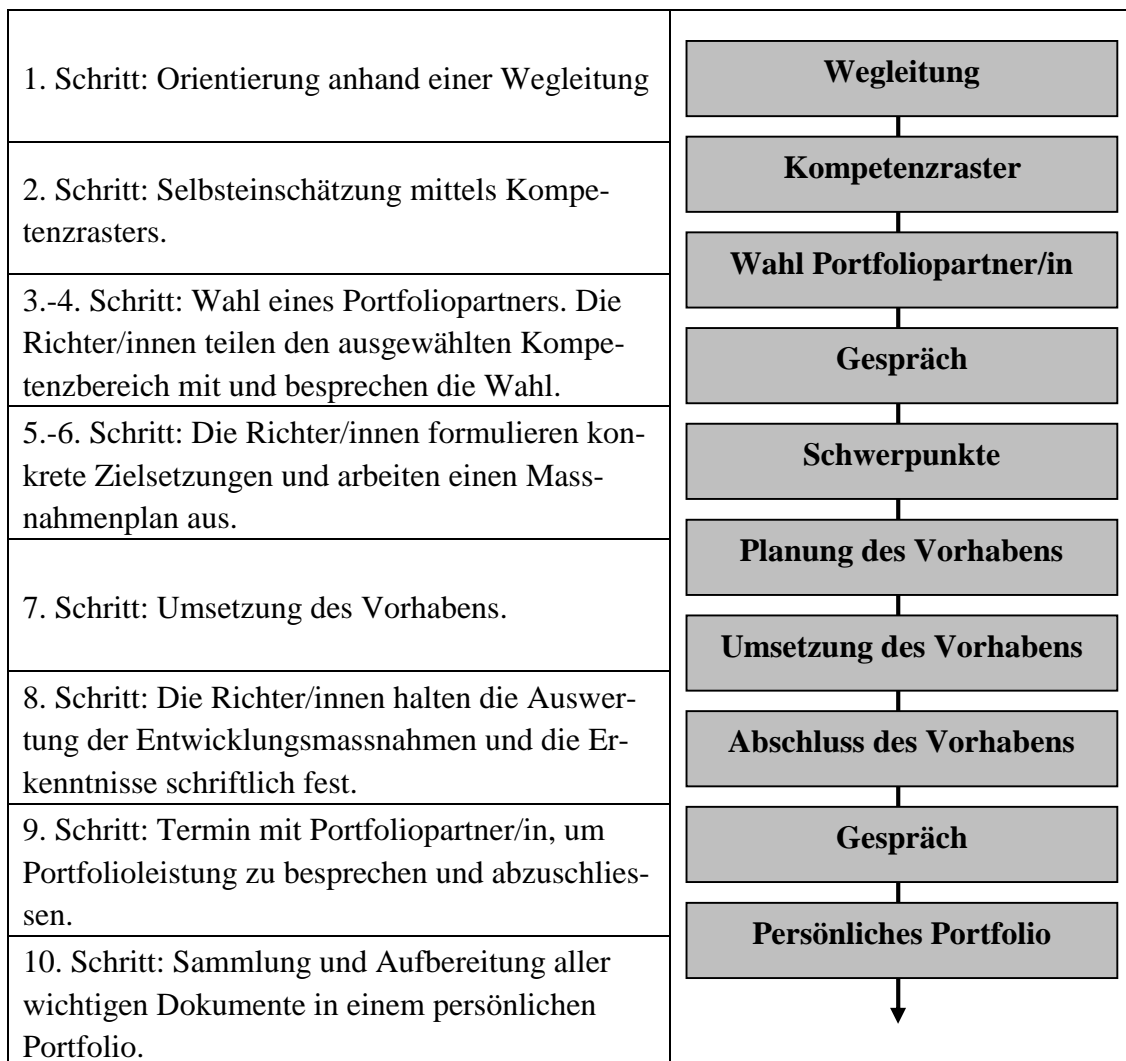 1. Schritt: Orientierung anhand einer Wegleitung
2. Schritt: Selbsteinschätzung mittels Kompe-
tenzrasters.
3.-4. Schritt: Wahl eines Portfoliopartners. Die
Richter/innen teilen den ausgewählten Kompe-
tenzbereich mit und besprechen die Wahl.
5.-6. Schritt: Die Richter/innen formulieren kon-
krete Zielsetzungen und arbeiten einen Mass-
nahmenplan aus.
7. Schritt: Umsetzung des Vorhabens.
8. Schritt: Die Richter/innen halten die Auswer-
tung der Entwicklungsmassnahmen und die Er-
kenntnisse schriftlich fest.
9. Schritt: Termin mit Portfoliopartner/in, um
Portfolioleistung zu besprechen und abzuschlies-
sen.
10. Schritt: Sammlung und Aufbereitung aller
wichtigen Dokumente in einem persönlichen
Portfolio.
Wegleitung
Kompetenzraster
Wahl Portfoliopartner/in
Gespräch
Schwerpunkte
Planung des Vorhabens
Umsetzung des Vorhabens
Abschluss des Vorhabens
Gespräch
Persönliches Portfolio